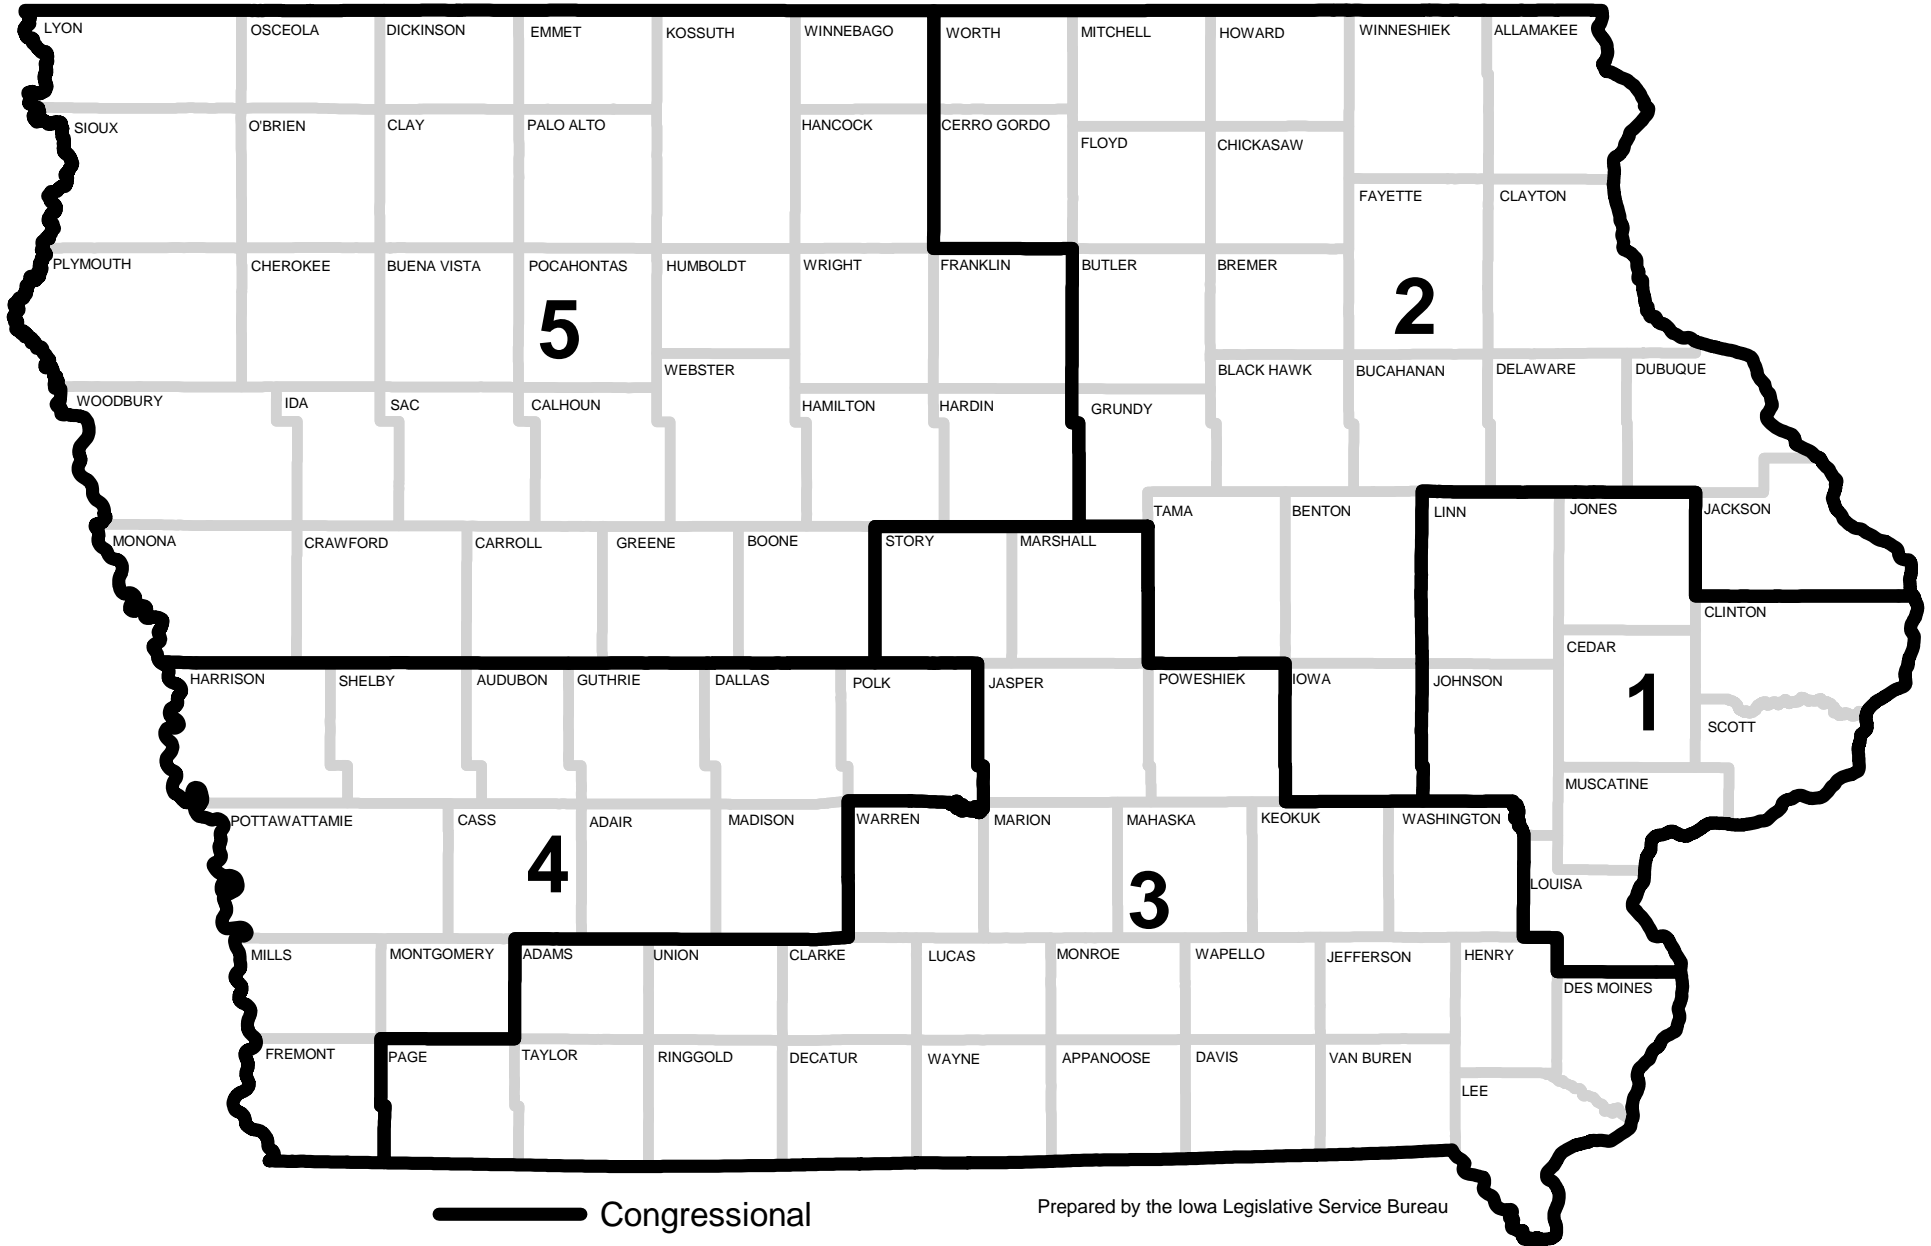 LYON OSCEOLA DICKINSON EMMET KOSSUTH WINNEBAGO WORTH MITCHELL HOWARD WINNESHIEK ALLAMAKEE
SIOUX O'BRIEN CLAY PALO ALTO HANCOCK CERRO GORDO
FLOYD CHICKASAW
FAYETTE CLAYTON
PLYMOUTH CHEROKEE BUENA VISTA POCAHONTAS HUMBOLDT WRIGHT FRANKLIN BUTLER BREMER
5 2
WEBSTER BLACK HAWK BUCAHANAN DELAWARE DUBUQUE
WOODBURY IDA SAC CALHOUN HAMILTON HARDIN GRUNDY
TAMA BENTON LINN JONES JACKSON
MONONA CRAWFORD CARROLL GREENE BOONE STORY MARSHALL
CLINTON
CEDAR
HARRISON SHELBY AUDUBON GUTHRIE DALLAS POLK JASPER POWESHIEK IOWA JOHNSON
1
SCOTT
MUSCATINE
POTTAWATTAMIE CASS ADAIR MADISON WARREN MARION MAHASKA KEOKUK WASHINGTON
4 3
LOUISA
MILLS MONTGOMERY ADAMS UNION CLARKE LUCAS MONROE WAPELLO JEFFERSON HENRY
DES MOINES
FREMONT PAGE TAYLOR RINGGOLD DECATUR WAYNE APPANOOSE DAVIS VAN BUREN
LEE
Congressional
Prepared by the Iowa Legislative Service Bureau